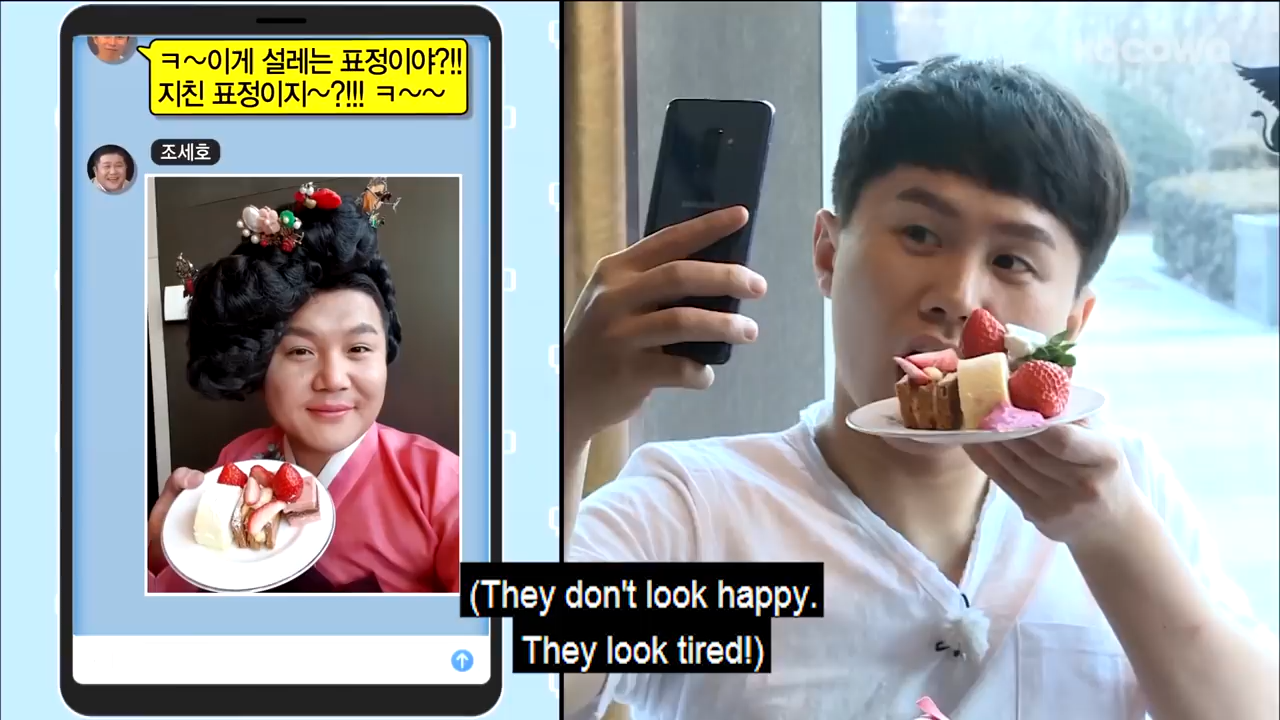 ㅋ~이게 설레는 표정이야?!!
지친 표정이지~?!!! ㅋ~~
조세호
(They don't look happy.
They look tired!)